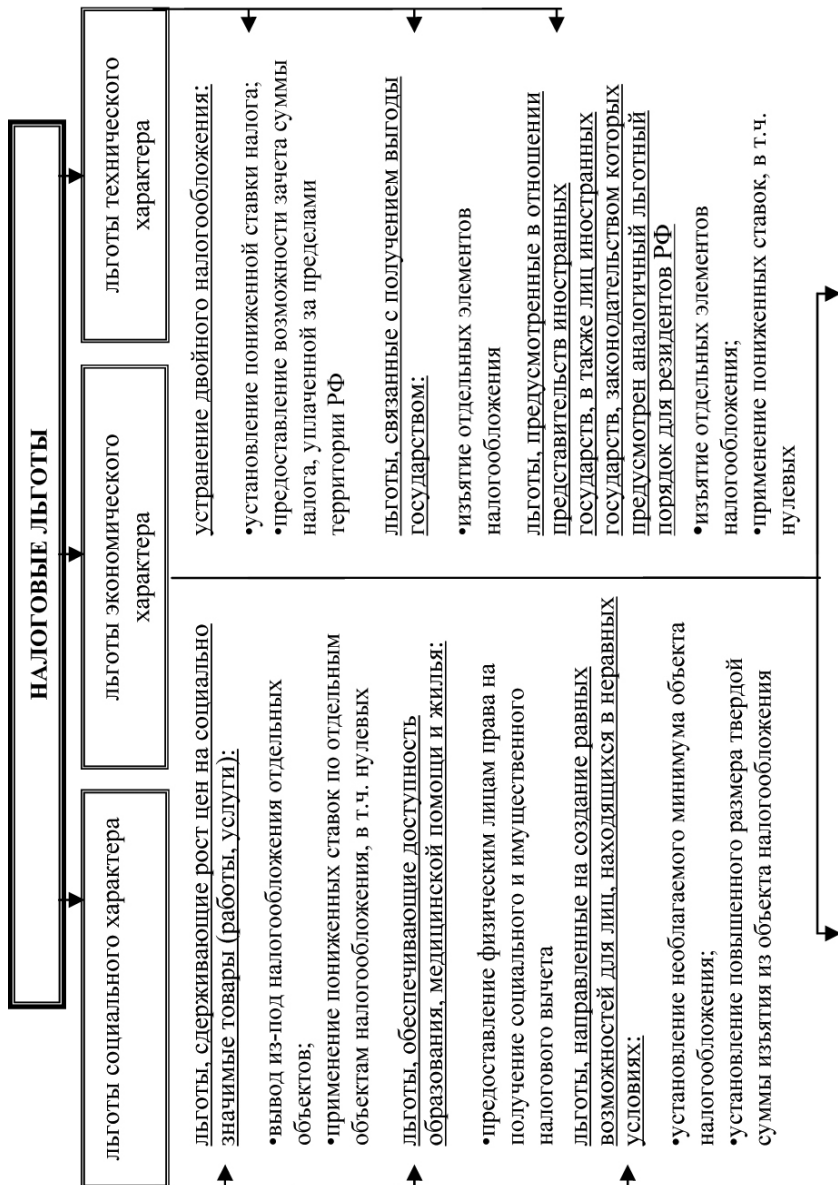 НАЛОГОВЫЕ ЛЬГОТЫ
льготы социального характера
льготы экономического
характера
льготы технического
характера
льготы, сдерживающие рост цен на социально
значимые товары (работы, услуги):
•вывод из-под налогообложения отдельных
объектов;
•применение пониженных ставок по отдельным
объектам налогообложения, в т.ч. нулевых
льготы, обеспечивающие доступность
образования, медицинской помощи и жилья:
•предоставление физическим лицам права на
получение социального и имущественного
налогового вычета
льготы, направленные на создание равных
возможностей для лиц, находящихся в неравных
условиях:
•установление необлагаемого минимума объекта
налогообложения;
•установление повышенного размера твердой
суммы изъятия из объекта налогообложения
устранение двойного налогообложения:
•установление пониженной ставки налога;
•предоставление возможности зачета суммы
налога, уплаченной за пределами
территории РФ
льготы, связанные с получением выгоды
государством:
•изъятие отдельных элементов
налогообложения
льготы, предусмотренные в отношении
представительств иностранных
государств, а также лиц иностранных
государств, законодательством которых
предусмотрен аналогичный льготный
порядок для резидентов РФ
•изъятие отдельных элементов
налогообложения;
•применение пониженных ставок, в т.ч.
нулевых